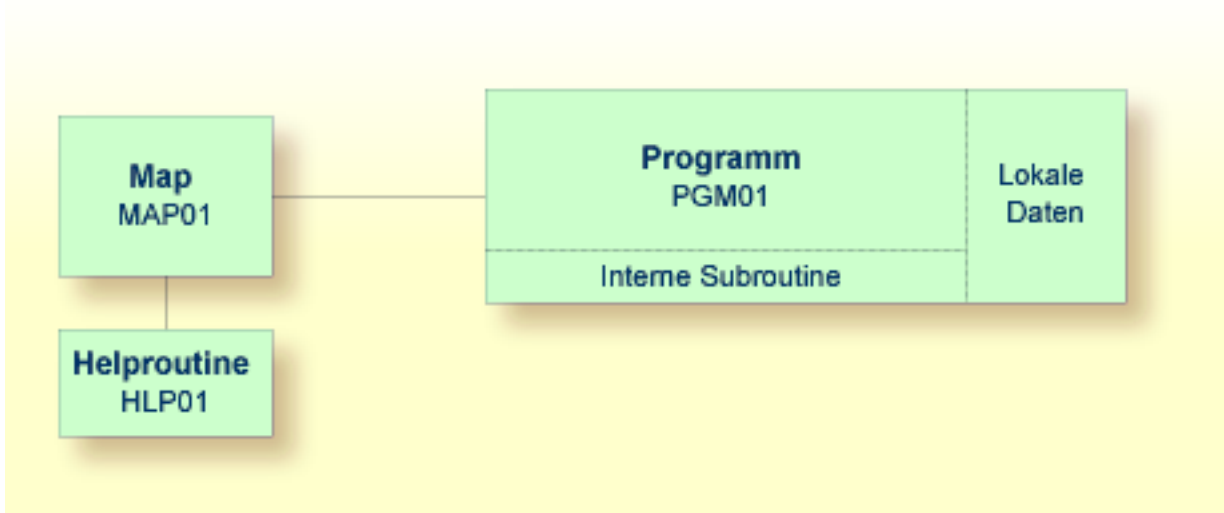 Map
MAP01
Helproutine
HLP01
Programm
PGM01
Interne Subroutine
Lokale
Daten